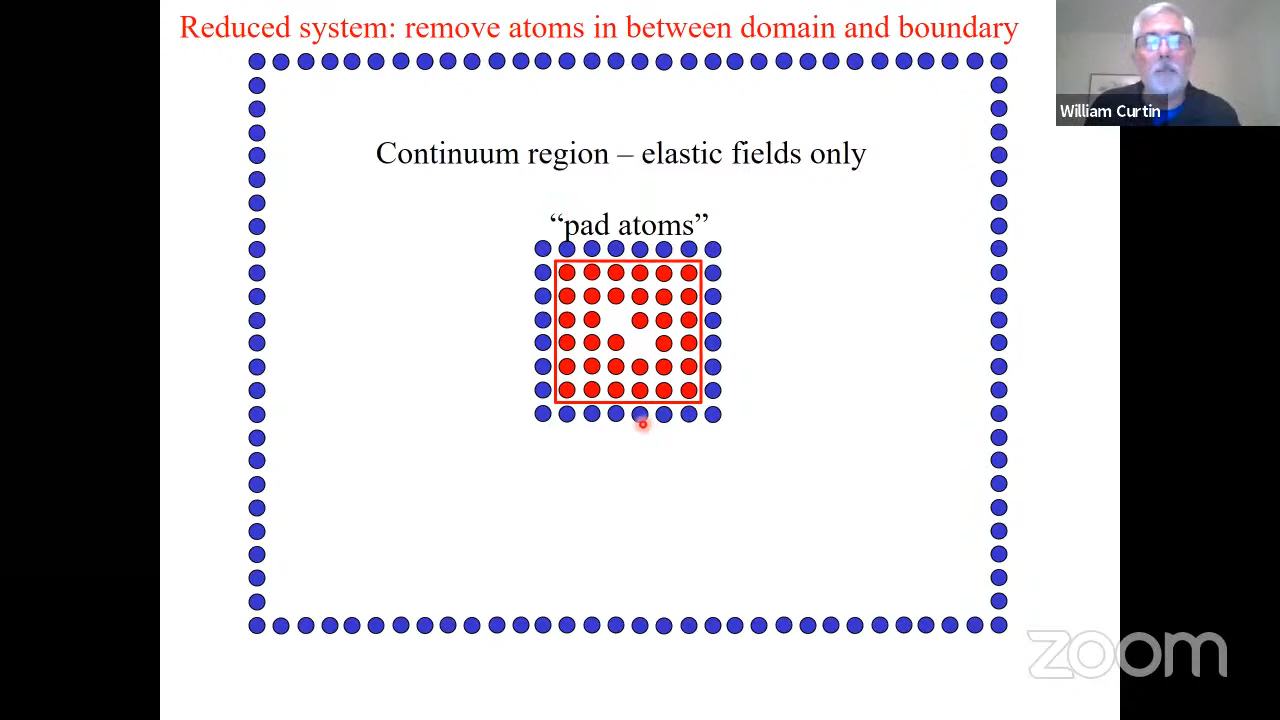 Reduced system: remove atoms in between domain and boundary
William Curtin
Continuum region – elastic fields only
“pad atoms”
zoom